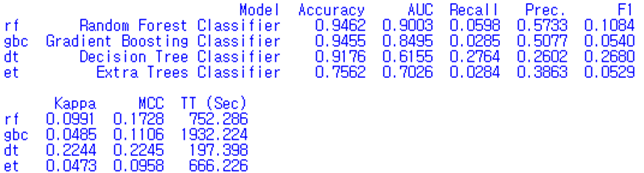 Model Accuracy AUC Recall Prec. F1
rf Random Forest Classifier 0.9462 0.9003 0.0598 0.5733 0.1084
gbc Gradient Boosting Classifier 0.9455 0.8495 0.0285 0.5077 0.0540
dt Decision Tree Classifier 0.9176 0.6155 0.2764 0.2602 0.2680
et Extra Trees Classifier 0.7562 0.7026 0.0284 0.3863 0.0529
Kappa MCC TT (Sec)
rf 0.0991 0.1728 752.286
gbc 0.0485 0.1106 1932.224
dt 0.2244 0.2245 197.398
et 0.0473 0.0958 666.226